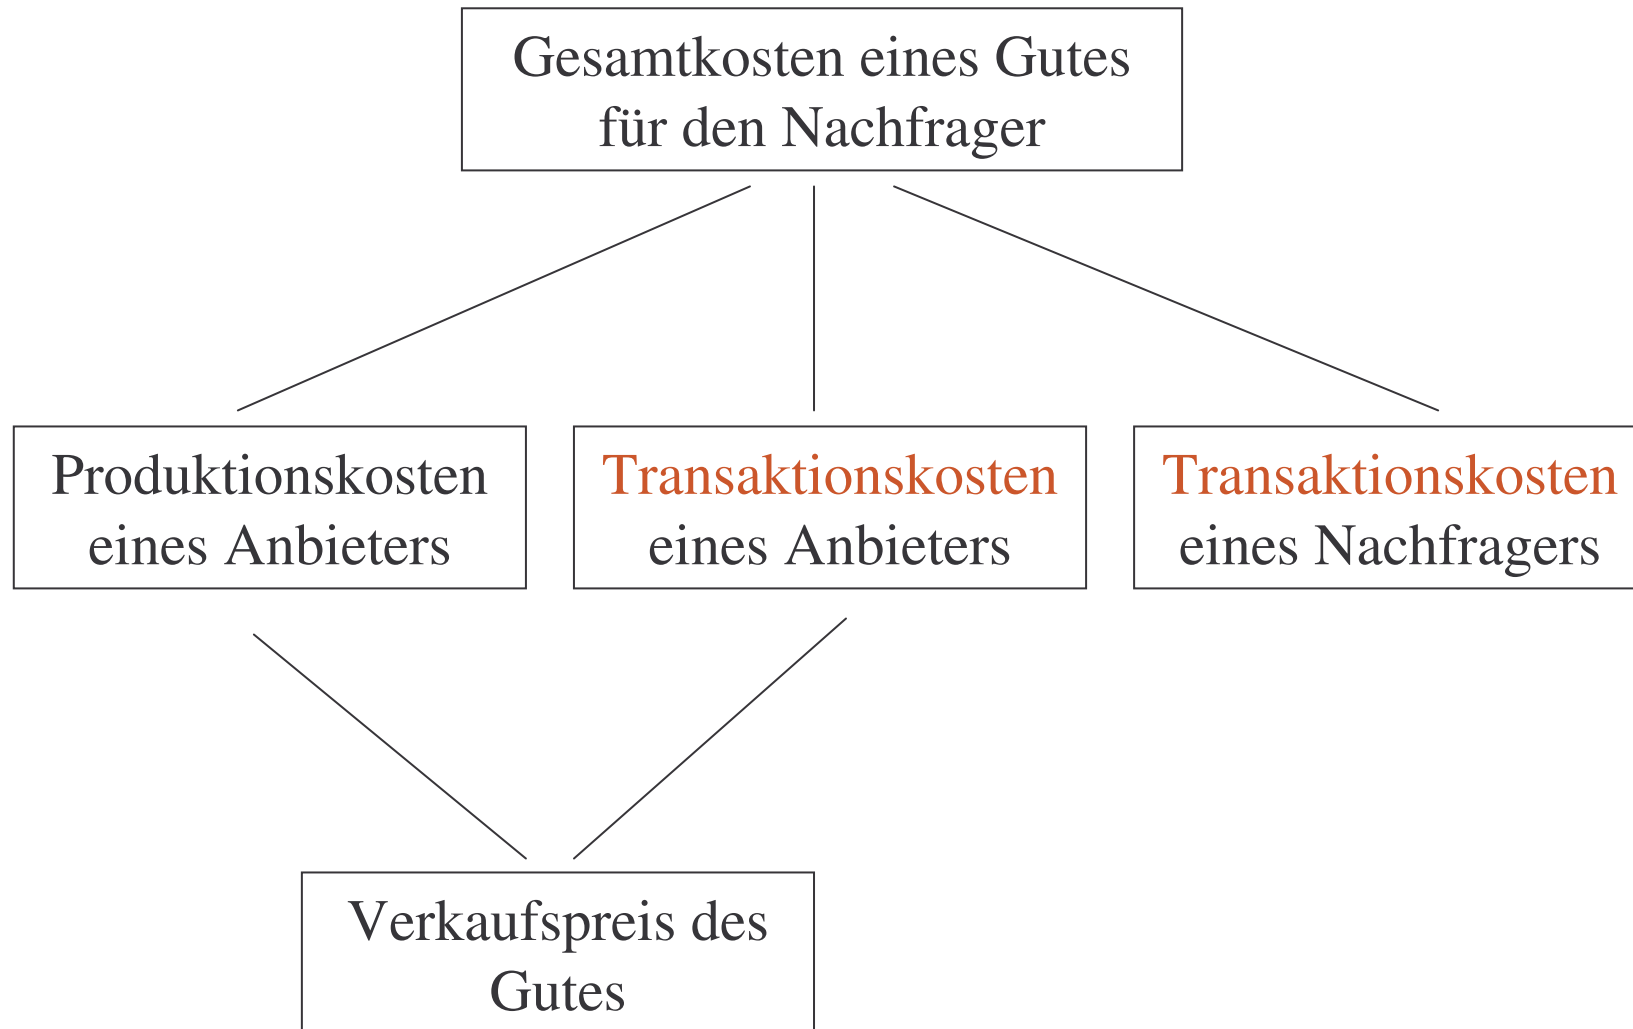 Gesamtkosten eines Gutes
für den Nachfrager
Produktionskosten
eines Anbieters
Transaktionskosten
eines Anbieters
Transaktionskosten
eines Nachfragers
Verkaufspreis des
Gutes